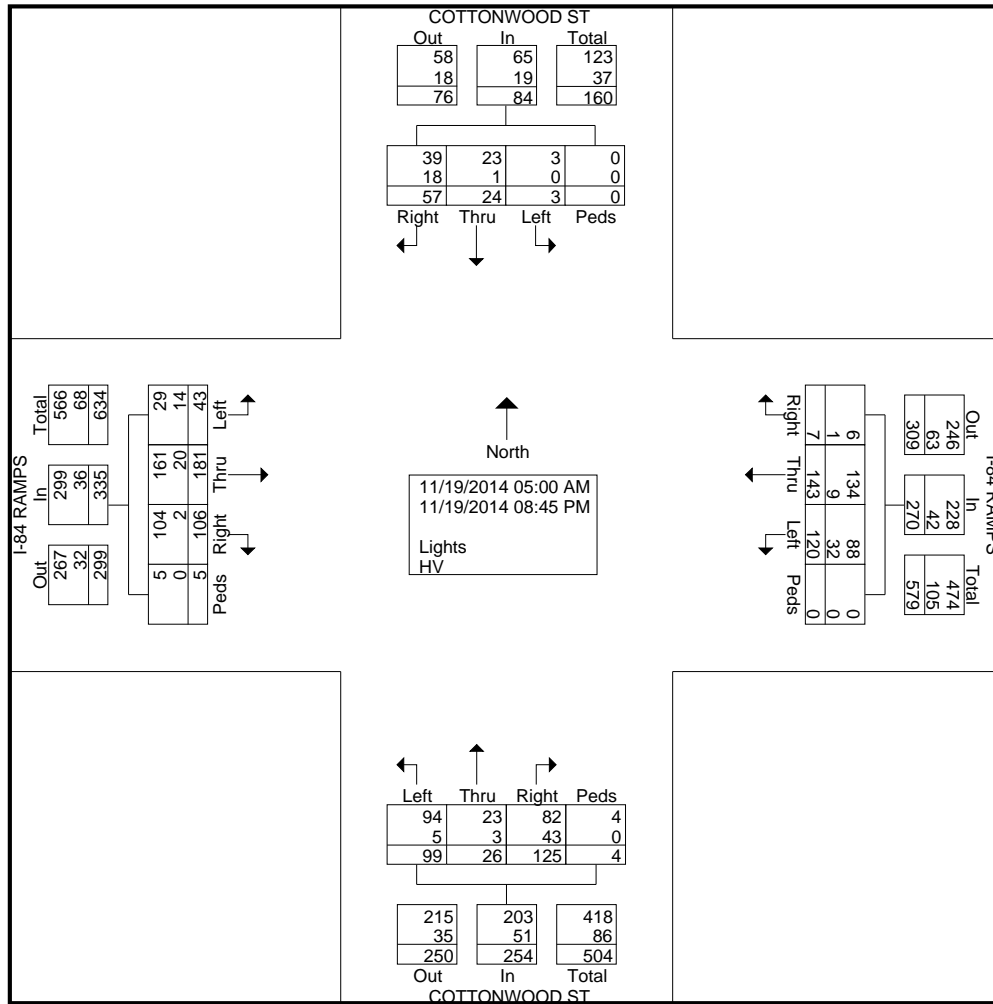 COTTONWOOD ST
Out In Total
58 65 123
18 19 37
76 84 160
39 23 3 0
18 1 0 0
57 24 3 0
Right Thru Left Peds
I-84 RAMPS
Total In Out
566 299 267
68 36 32
634 335 299
29 161 104 5
14 20 2 0
43 181 106 5
Left Thru Right Peds
North
11/19/2014 05:00 AM
11/19/2014 08:45 PM
Lights
HV
Right Thru Left Peds
6 134 88 0
1 9 32 0
7 143 120 0
Out In Total
246 228 474
63 42 105
309 270 579
I-84 RAMPS
Left Thru Right Peds
94 23 82 4
5 3 43 0
99 26 125 4
215 203 418
35 51 86
250 254 504
Out In Total
COTTONWOOD ST